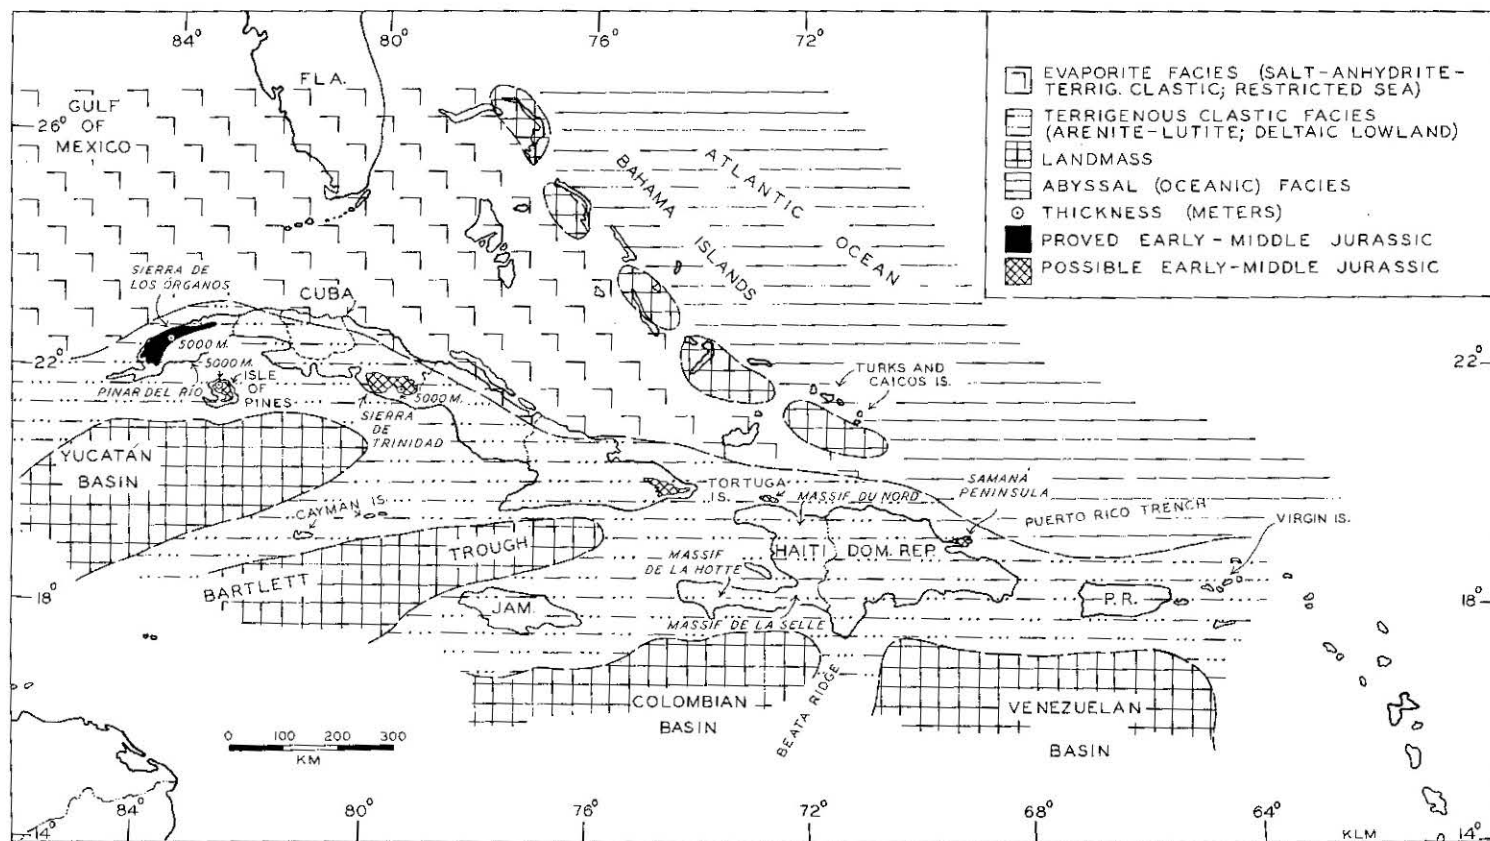 84° 80° 76° 72°
FLA.
GULF
26° OF
MEXICO
EVAPORITE FACIES (SALT-ANHYDRITE-
TERRIG. CLASTIC; RESTRICTED SEA)
TERRIGENOUS CLASTIC FACIES
(ARENITE-LUTITE; DELTAIC LOWLAND)
LANDMASS
ABYSSAL (OCEANIC) FACIES
THICKNESS (METERS)
PROVED EARLY-MIDDLE JURASSIC
POSSIBLE EARLY-MIDDLE JURASSIC
ATLANTIC
OCEAN
BAHAMA
ISLANDS
SIERRA DE
LOS ÓRGANOS
CUBA
5000 M.
22°
22°
5000 M.
PINAR DEL RÍO
ISLE
OF
PINES
5000 M.
SIERRA
DE
TRINIDAD
TURKS AND
CAICOS IS.
YUCATÁN
BASIN
CAYMAN IS.
TORTUGA
IS.
MASSIF DU NORD
SAMANÁ
PENINSULA
PUERTO RICO TRENCH
VIRGIN IS.
BARTLETT
TROUGH
HAITI
DOM. REP.
MASSIF
DE LA HOTTE
18°
JAM.
P.R.
18°
MASSIF DE LA SELLE
COLOMBIAN
BASIN
BEATA RIDGE
VENEZUELAN
BASIN
0 100 200 300
KM
84° 80° 76° 72° 68° 64°
14°
KLM
14°